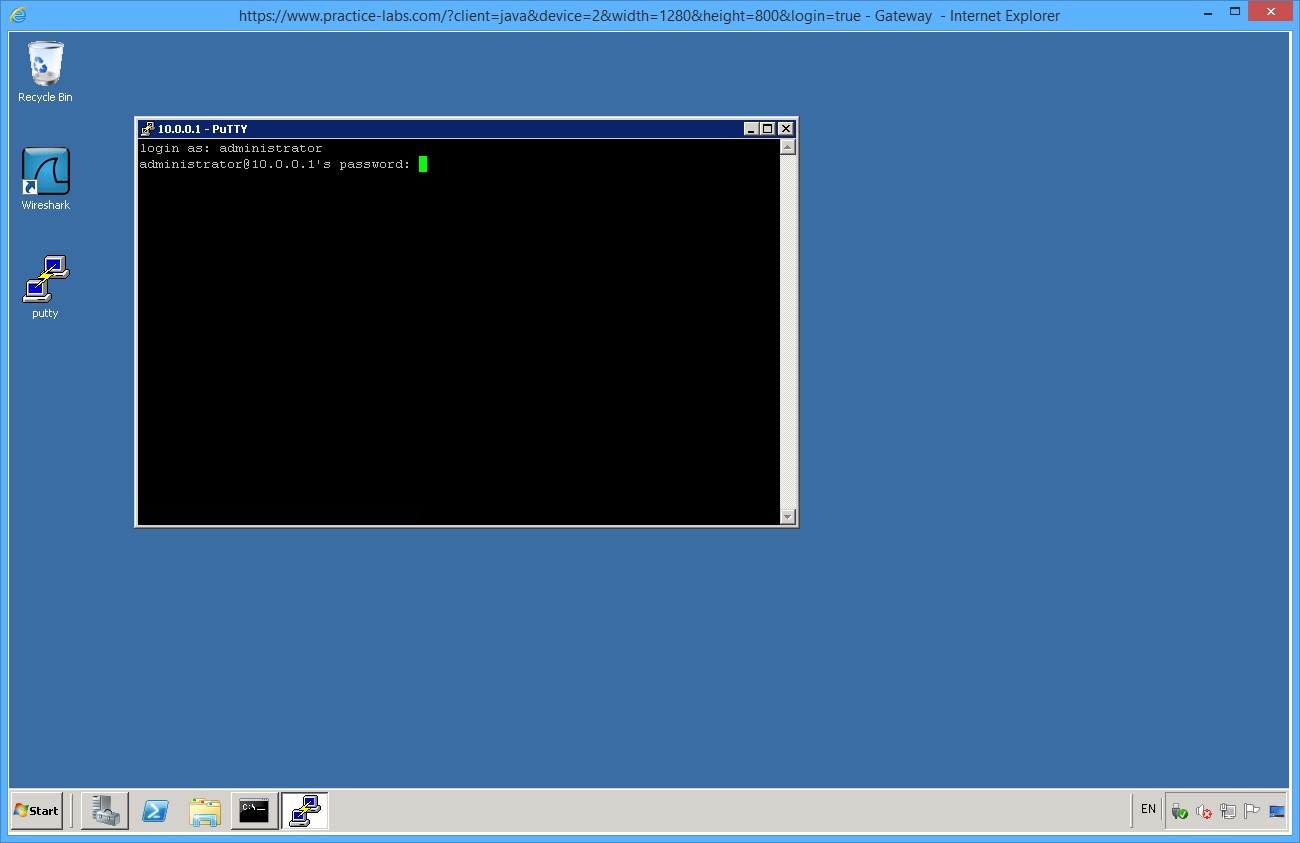 https://www.practice-labs.com/?client=java&device=2&width=1280&height=800&login=true - Gateway - Internet Explorer
Recycle Bin
Wireshark
putty
10.0.0.1 - PuTTY
login as: administrator
administrator@10.0.0.1's password:
Start
C:\
EN